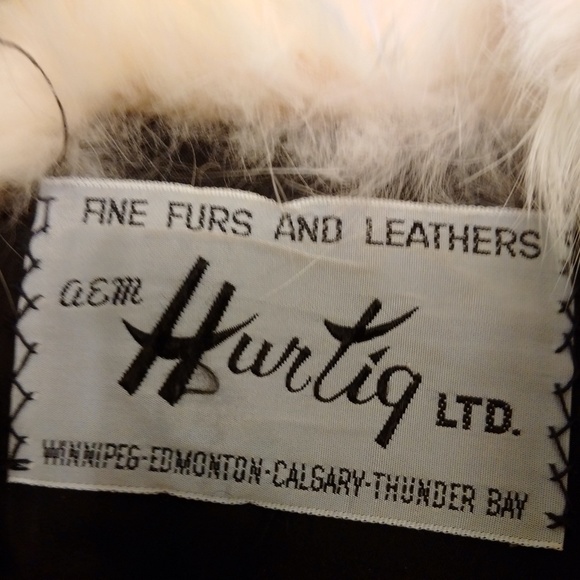 FINE FURS AND LEATHERS
a&m Hurtig LTD.
WINNIPEG-EDMONTON-CALGARY-THUNDER BAY